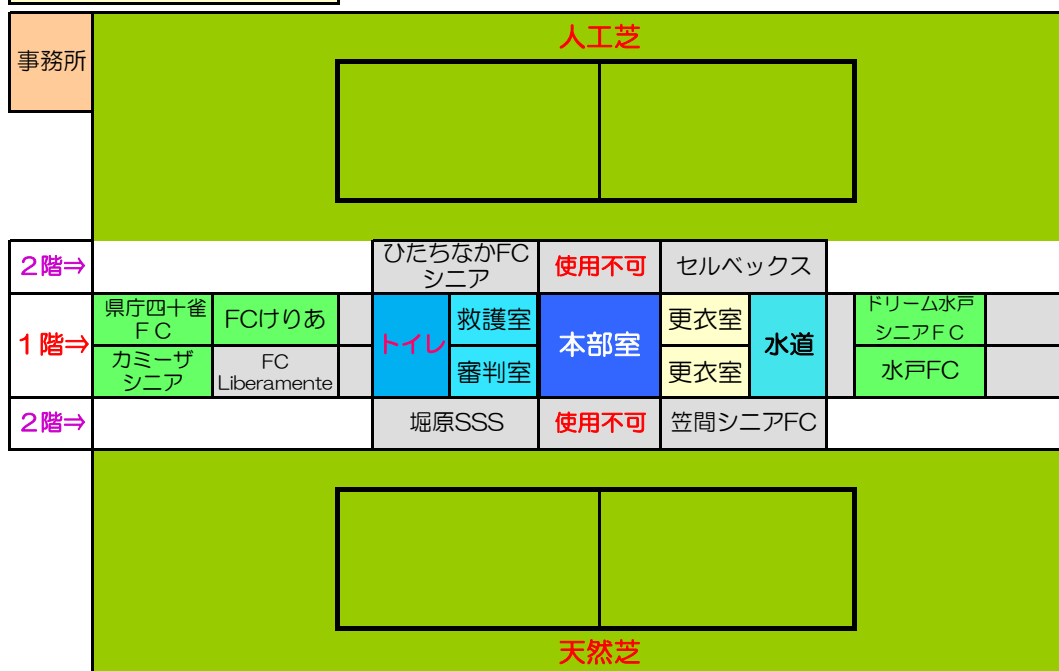 人工芝
事務所
２階⇒
ひたちなかFC
シニア
使用不可
セルベックス
１階⇒
県庁四十雀
ＦＣ
FCけりあ
トイレ
救護室
本部室
更衣室
水道
ドリーム水戸
シニアＦＣ
カミーザ
シニア
FC
Liberamente
審判室
更衣室
水戸FC
２階⇒
堀原SSS
使用不可
笠間シニアFC
天然芝